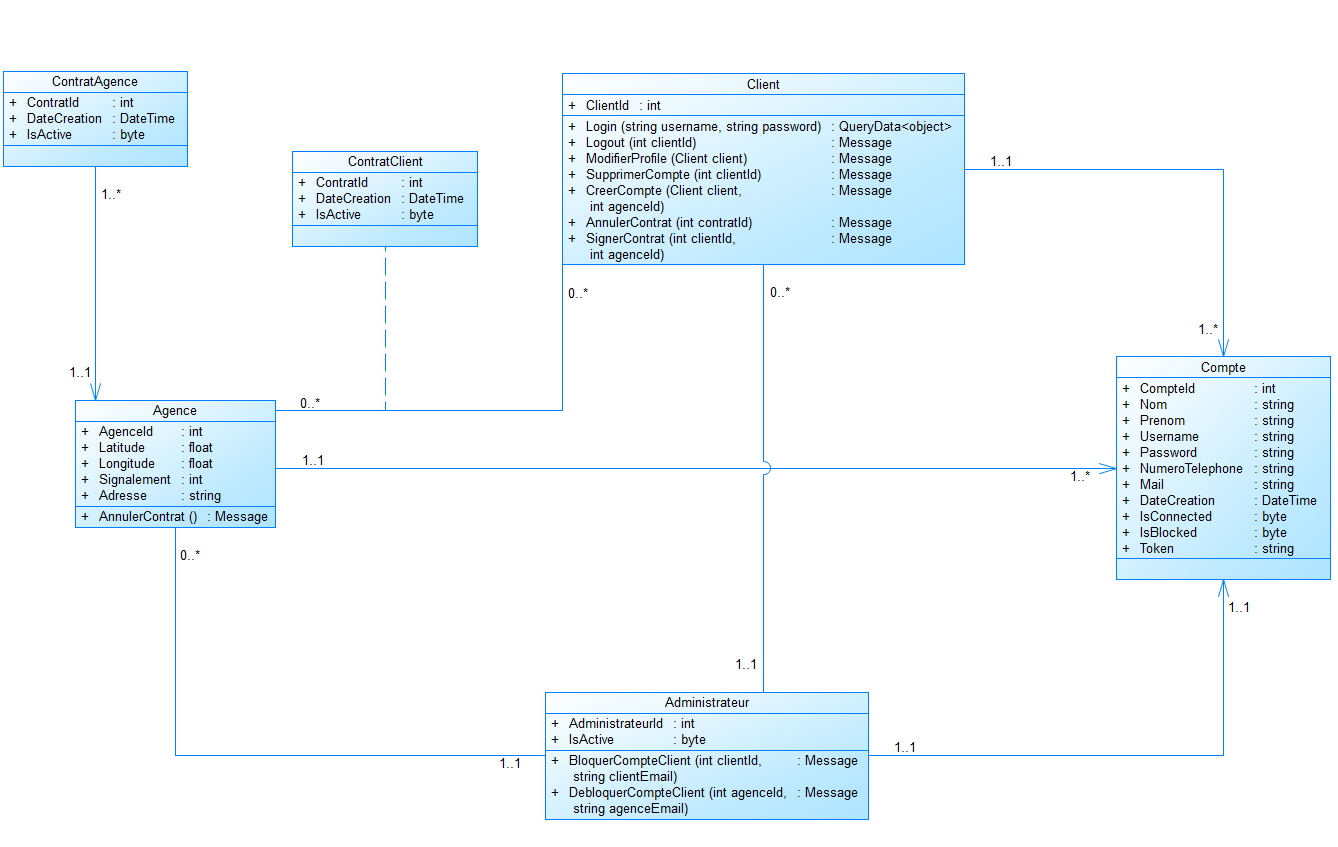 ContratAgence
+ ContratId : int
+ DateCreation : DateTime
+ IsActive : byte
1..*
1..1
ContratClient
+ ContratId : int
+ DateCreation : DateTime
+ IsActive : byte
Client
+ ClientId : int
+ Login (string username, string password) : QueryData<object>
+ Logout (int clientId) : Message
+ ModifierProfile (Client client) : Message
+ SupprimerCompte (int clientId) : Message
+ CreerCompte (Client client, : Message
int agenceId)
+ AnnulerContrat (int contratId) : Message
+ SignerContrat (int clientId, : Message
int agenceId)
1..1
0..*
0..*
1..*
Agence
+ AgenceId : int
+ Latitude : float
+ Longitude : float
+ Signalement : int
+ Adresse : string
+ AnnulerContrat () : Message
0..*
1..1
1..*
0..*
Compte
+ CompteId : int
+ Nom : string
+ Prenom : string
+ Username : string
+ Password : string
+ NumeroTelephone : string
+ Mail : string
+ DateCreation : DateTime
+ IsConnected : byte
+ IsBlocked : byte
+ Token : string
1..1
1..1
Administrateur
+ AdministrateurId : int
+ IsActive : byte
+ BloquerCompteClient (int clientId, : Message
string clientEmail)
+ DebloquerCompteClient (int agenceId, : Message
string agenceEmail)
1..1
1..1